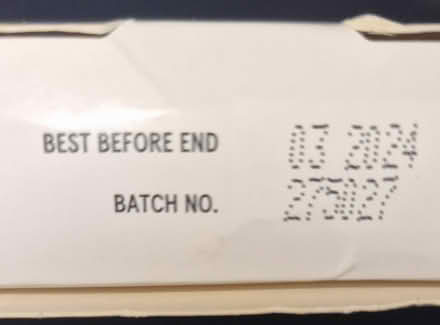 BEST BEFORE END 03 2024
BATCH NO. 275027